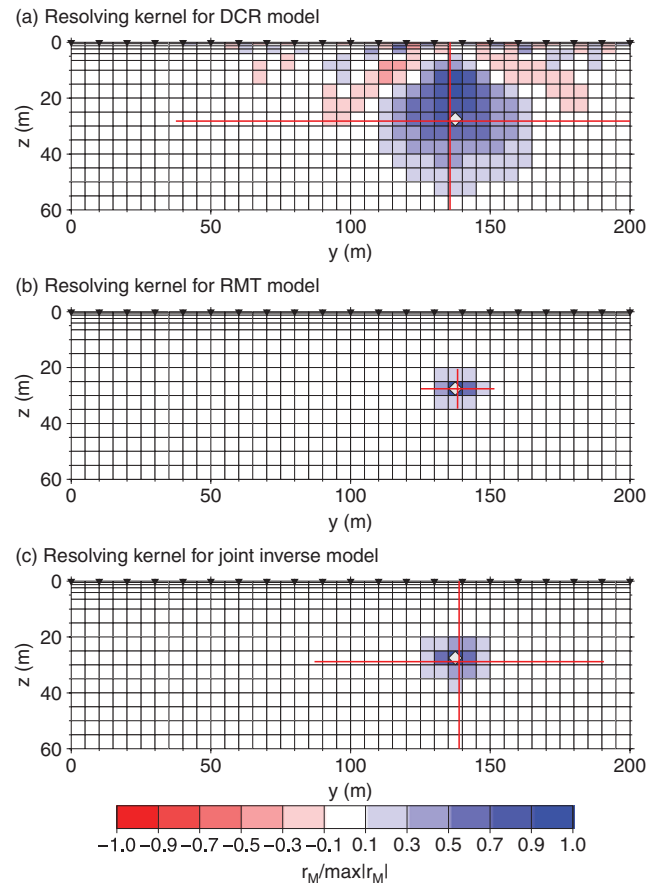 (a) Resolving kernel for DCR model
0
20
40
60
z (m)
0 50 100 150 200
y (m)
(b) Resolving kernel for RMT model
0
20
40
60
z (m)
0 50 100 150 200
y (m)
(c) Resolving kernel for joint inverse model
0
20
40
60
z (m)
0 50 100 150 200
y (m)
−1.0 −0.9 −0.7 −0.5 −0.3 −0.1 0.1 0.3 0.5 0.7 0.9 1.0
r_M/max|r_M|